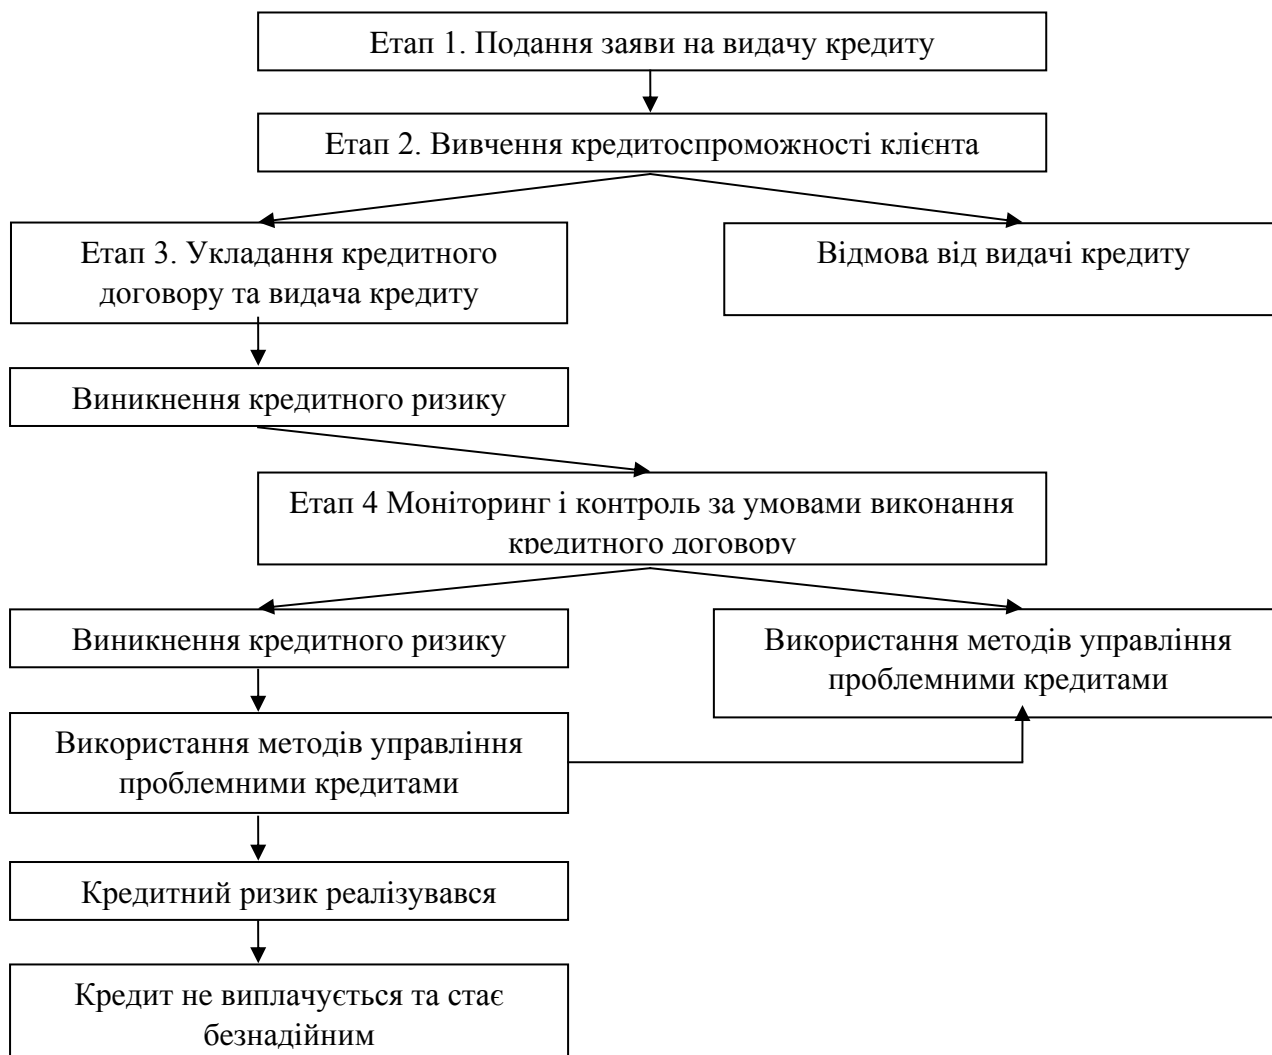 Етап 1. Подання заяви на видачу кредиту
Етап 2. Вивчення кредитоспроможності клієнта
Етап 3. Укладання кредитного
договору та видача кредиту
Відмова від видачі кредиту
Виникнення кредитного ризику
Етап 4 Моніторинг і контроль за умовами виконання
кредитного договору
Виникнення кредитного ризику
Використання методів управління
проблемними кредитами
Використання методів управління
проблемними кредитами
Кредитний ризик реалізувався
Кредит не виплачується та стає
безнадійним